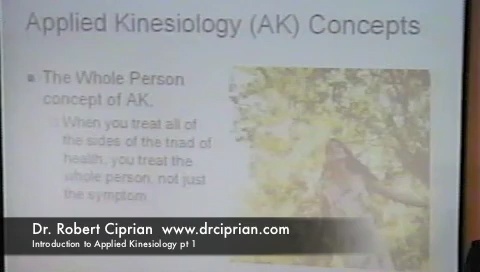 Applied Kinesiology (AK) Concepts
The Whole Person
concept of AK.
When you treat all of
the sides of the triad of
health, you treat the
whole person, not just
the symptom
Dr. Robert Ciprian www.drciprian.com
Introduction to Applied Kinesiology pt 1